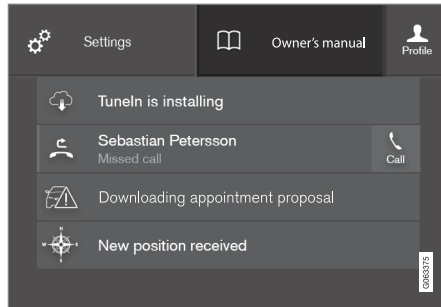 Settings
Owner's manual
Profile
TuneIn is installing
Sebastian Petersson
Missed call
Call
Downloading appointment proposal
N
S
New position received
G063375